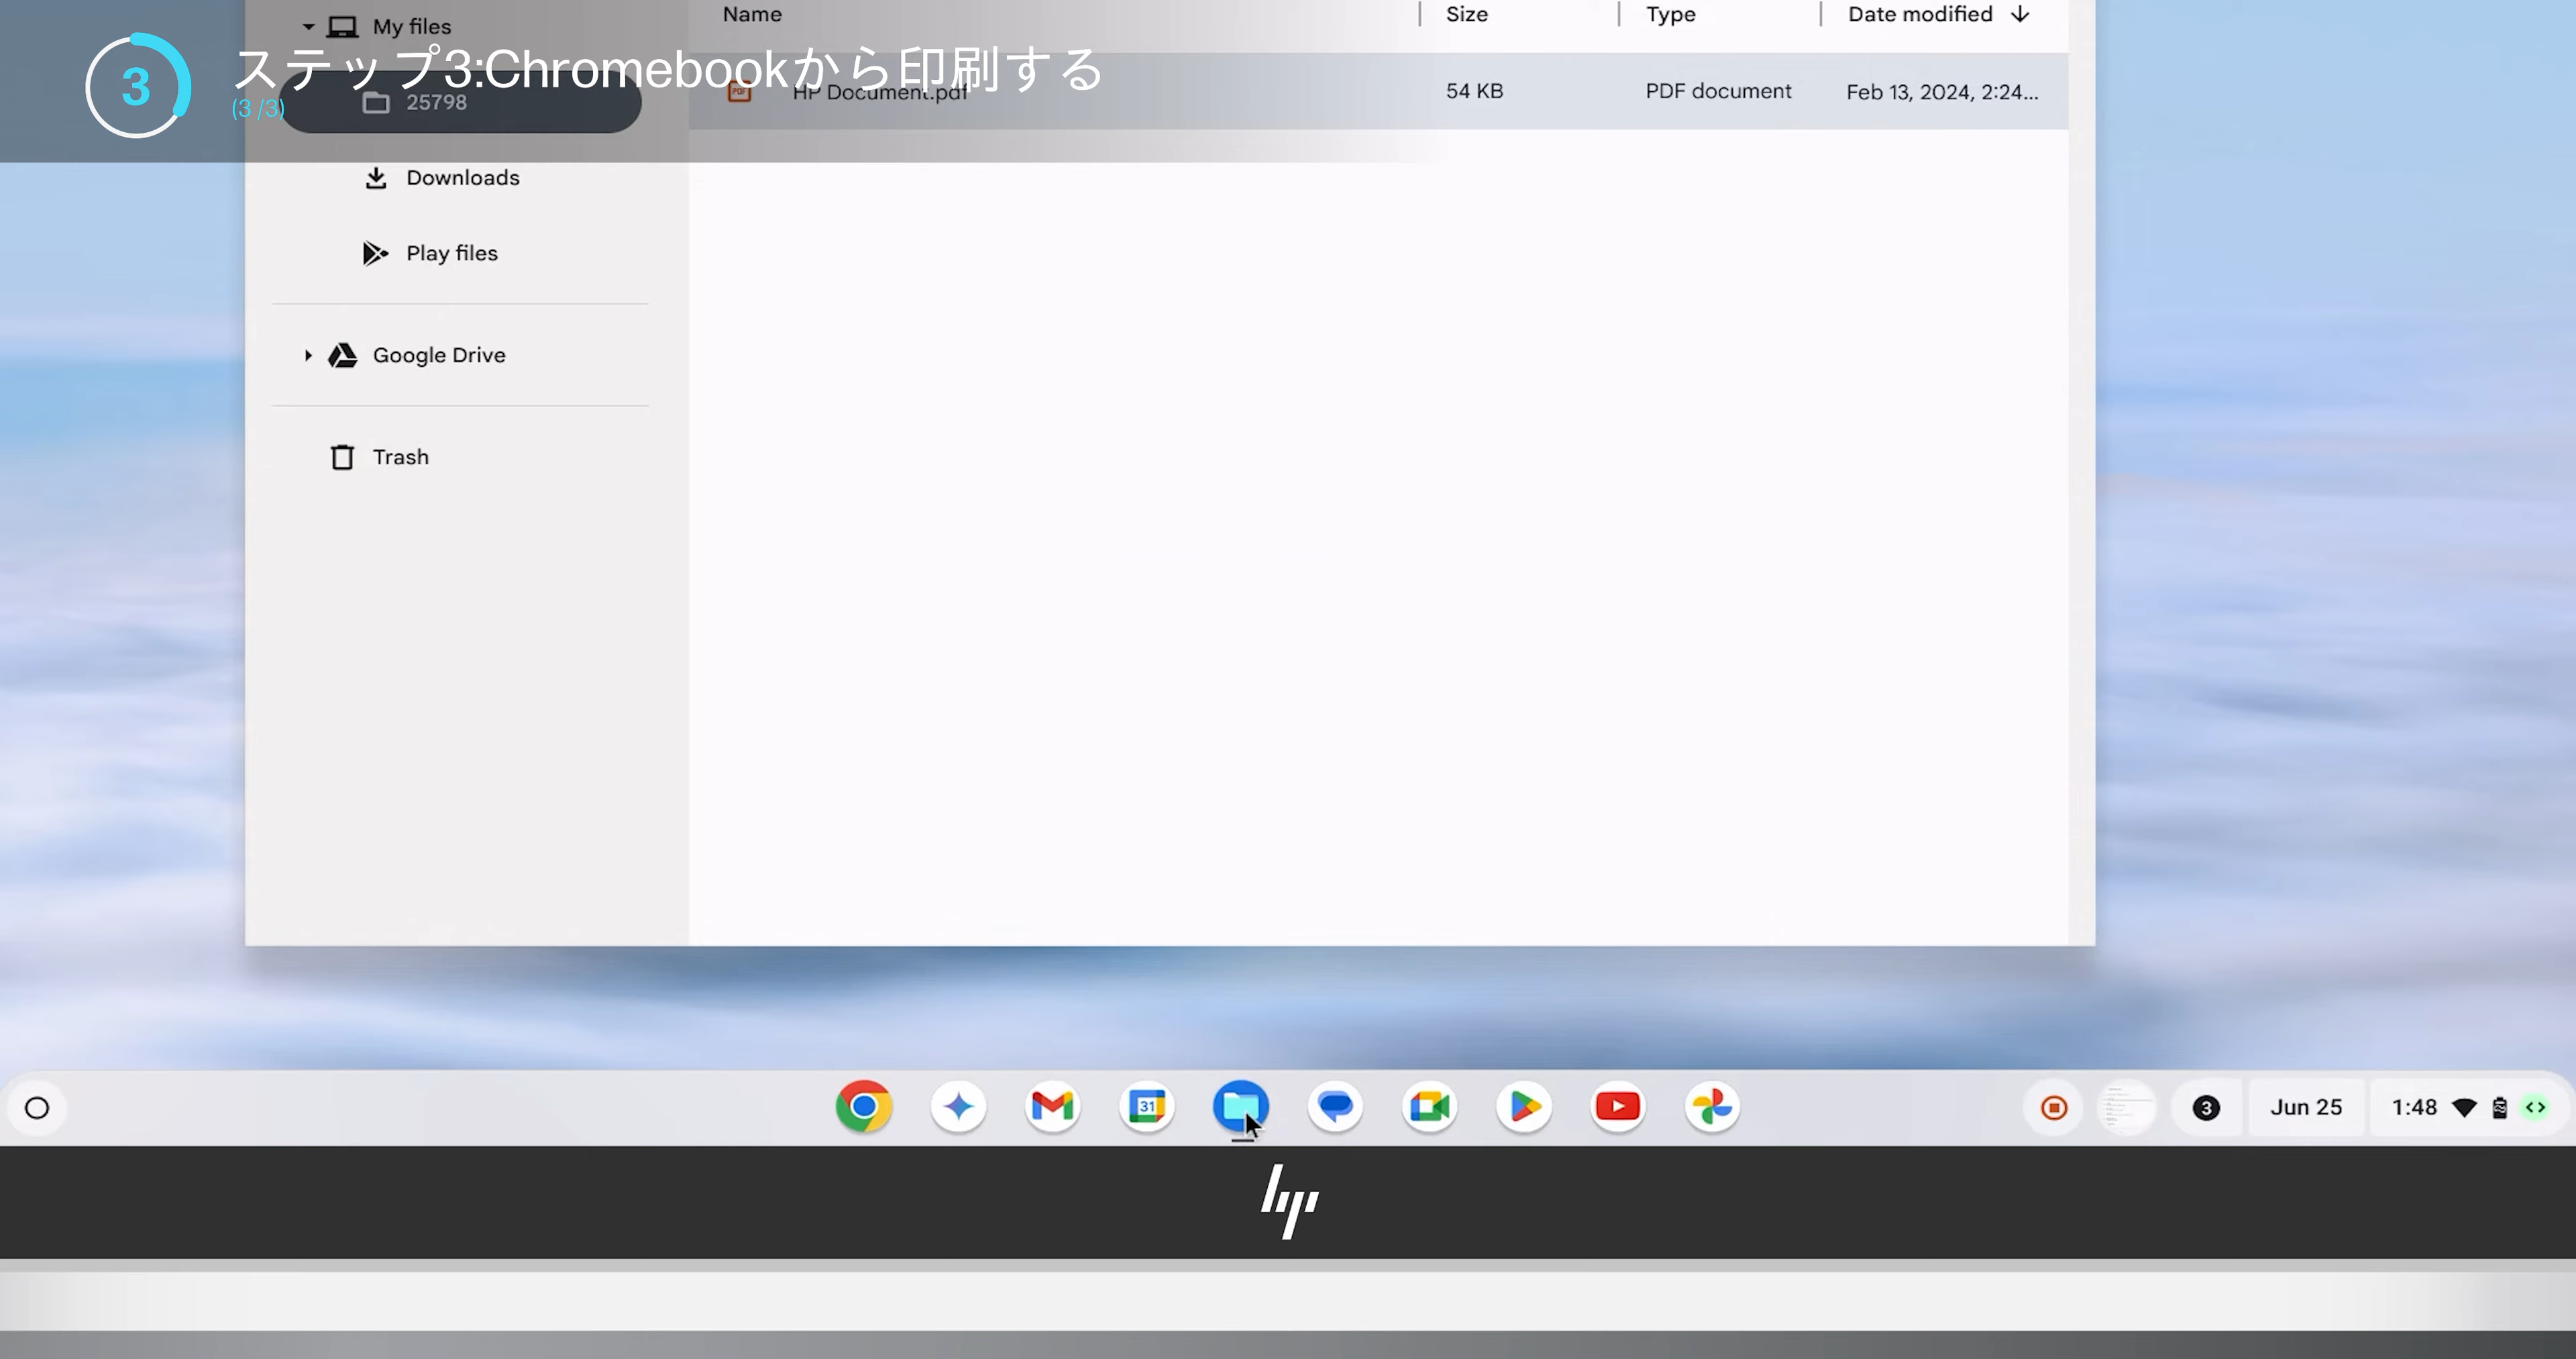 My files
Name
Size
Type
Date modified
3
ステップ3:Chromebookから印刷する
(3 /3)
25798
PDF
HP Document.pdf
54 KB
PDF document
Feb 13, 2024, 2:24...
Downloads
Play files
Google Drive
Trash
31
3
Jun 25
1:48
hp